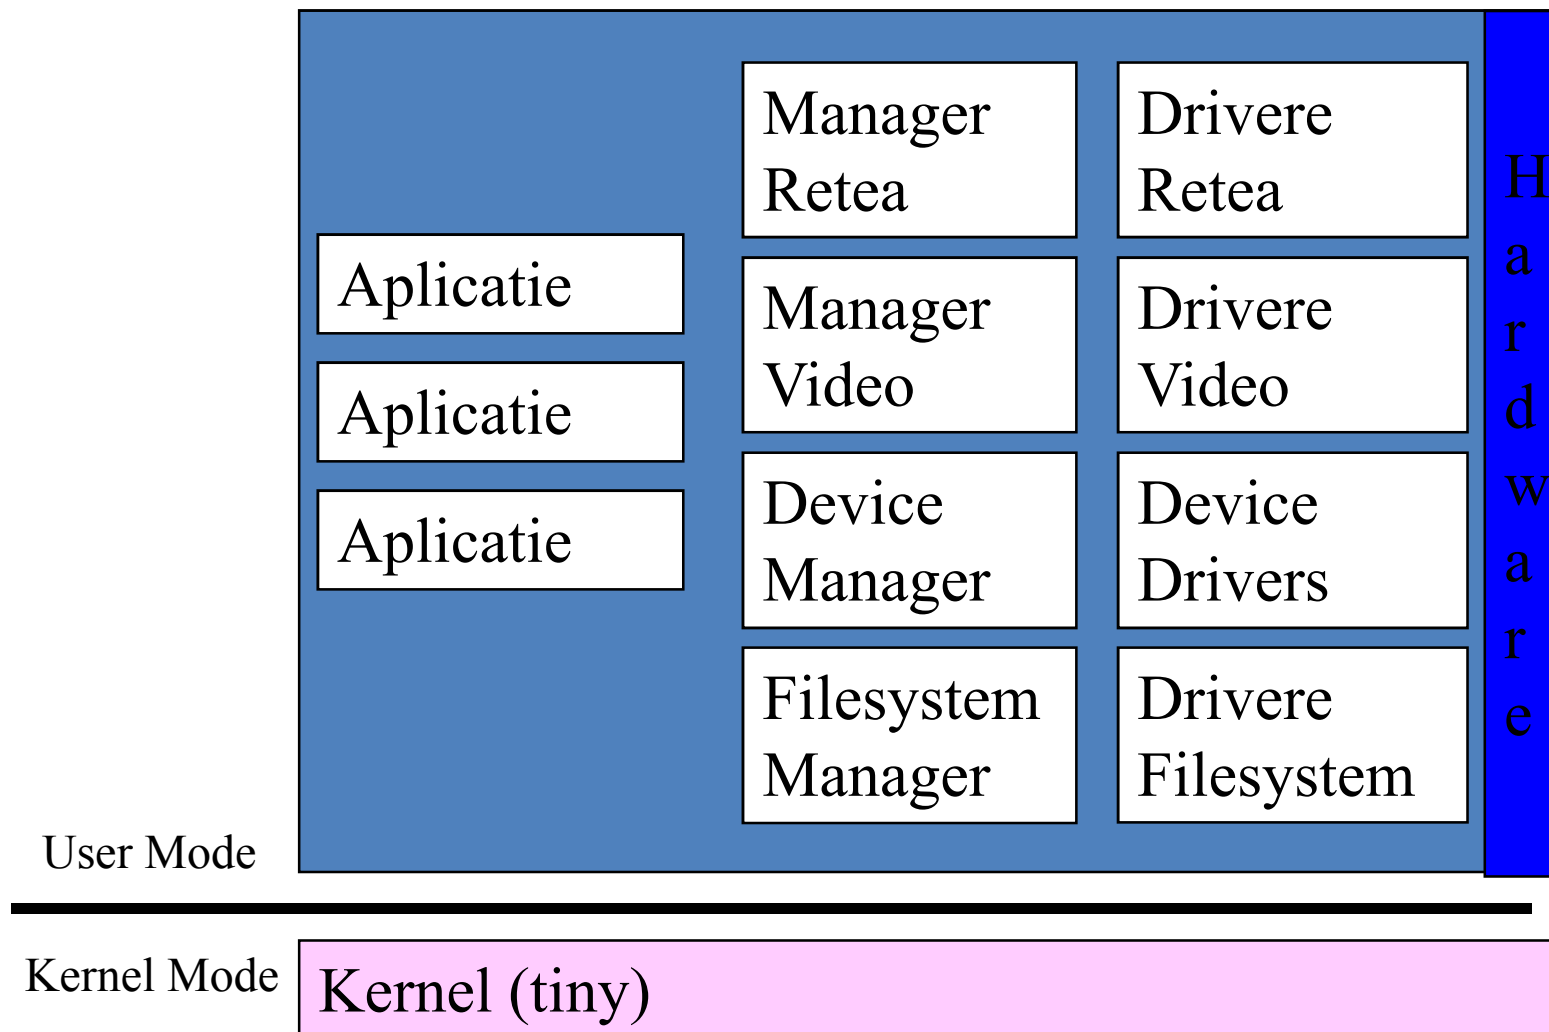 Manager
Retea
Drivere
Retea
Aplicatie
Manager
Video
Drivere
Video
Aplicatie
Device
Manager
Device
Drivers
Aplicatie
Filesystem
Manager
Drivere
Filesystem
H
a
r
d
w
a
r
e
User Mode
Kernel Mode
Kernel (tiny)